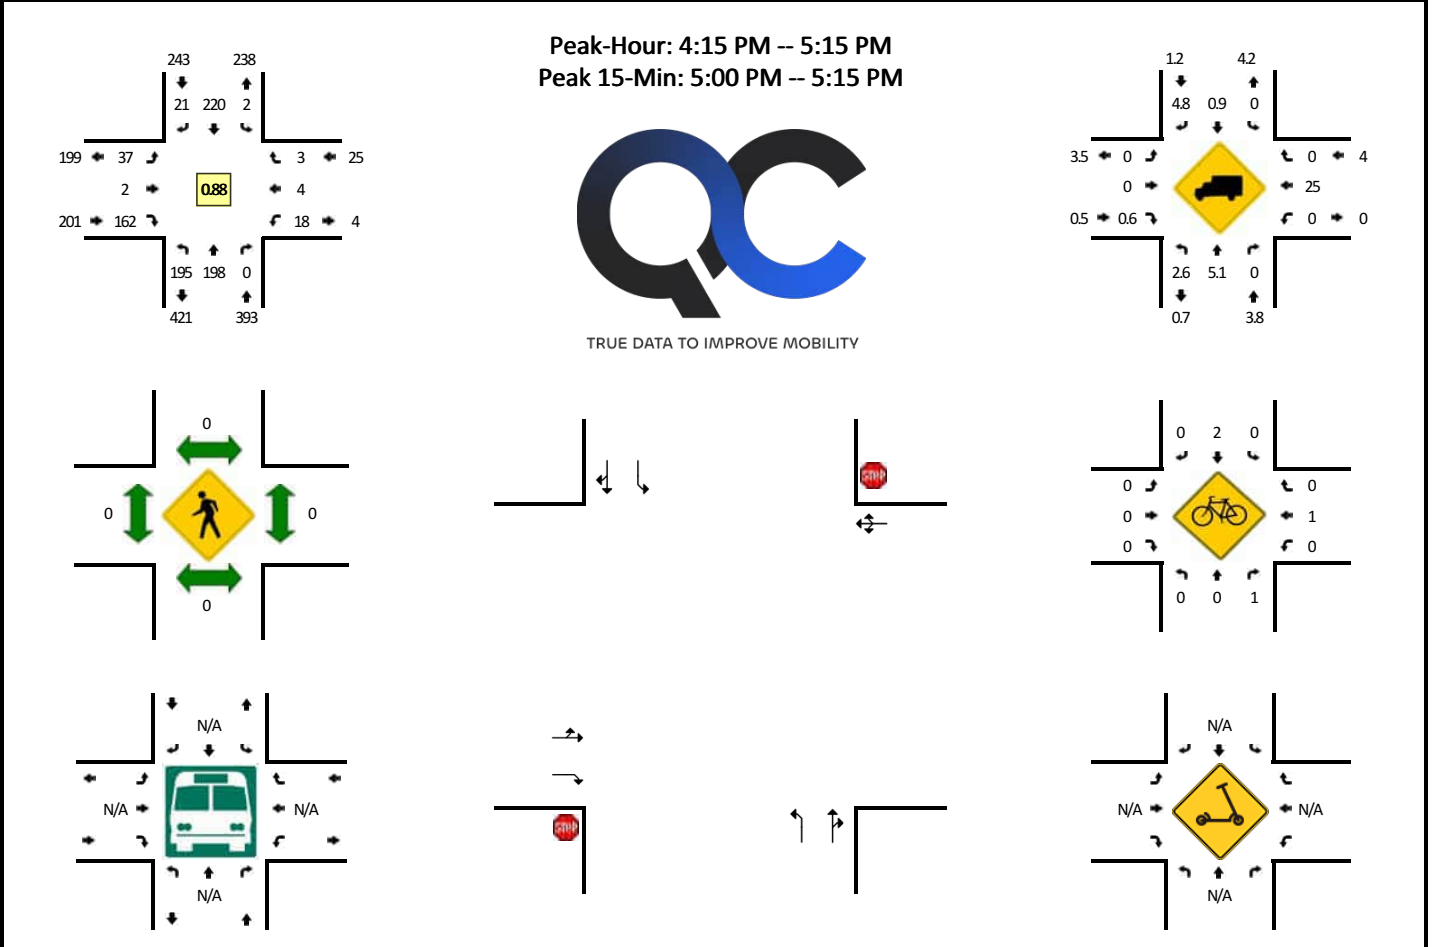 Peak-Hour: 4:15 PM -- 5:15 PM
Peak 15-Min: 5:00 PM -- 5:15 PM
243 238
21 220 2
199 37 3 25
2 0.88 4
201 162 18 4
195 198 0
421 393
QC
TRUE DATA TO IMPROVE MOBILITY
1.2 4.2
4.8 0.9 0
3.5 0 0 4
0 25
0.5 0.6 0 0
2.6 5.1 0
0.7 3.8
0
0 0
0
STOP
STOP
0 2 0
0 0
0 1
0 0
0 0 1
N/A
N/A N/A
N/A
N/A
N/A N/A
N/A